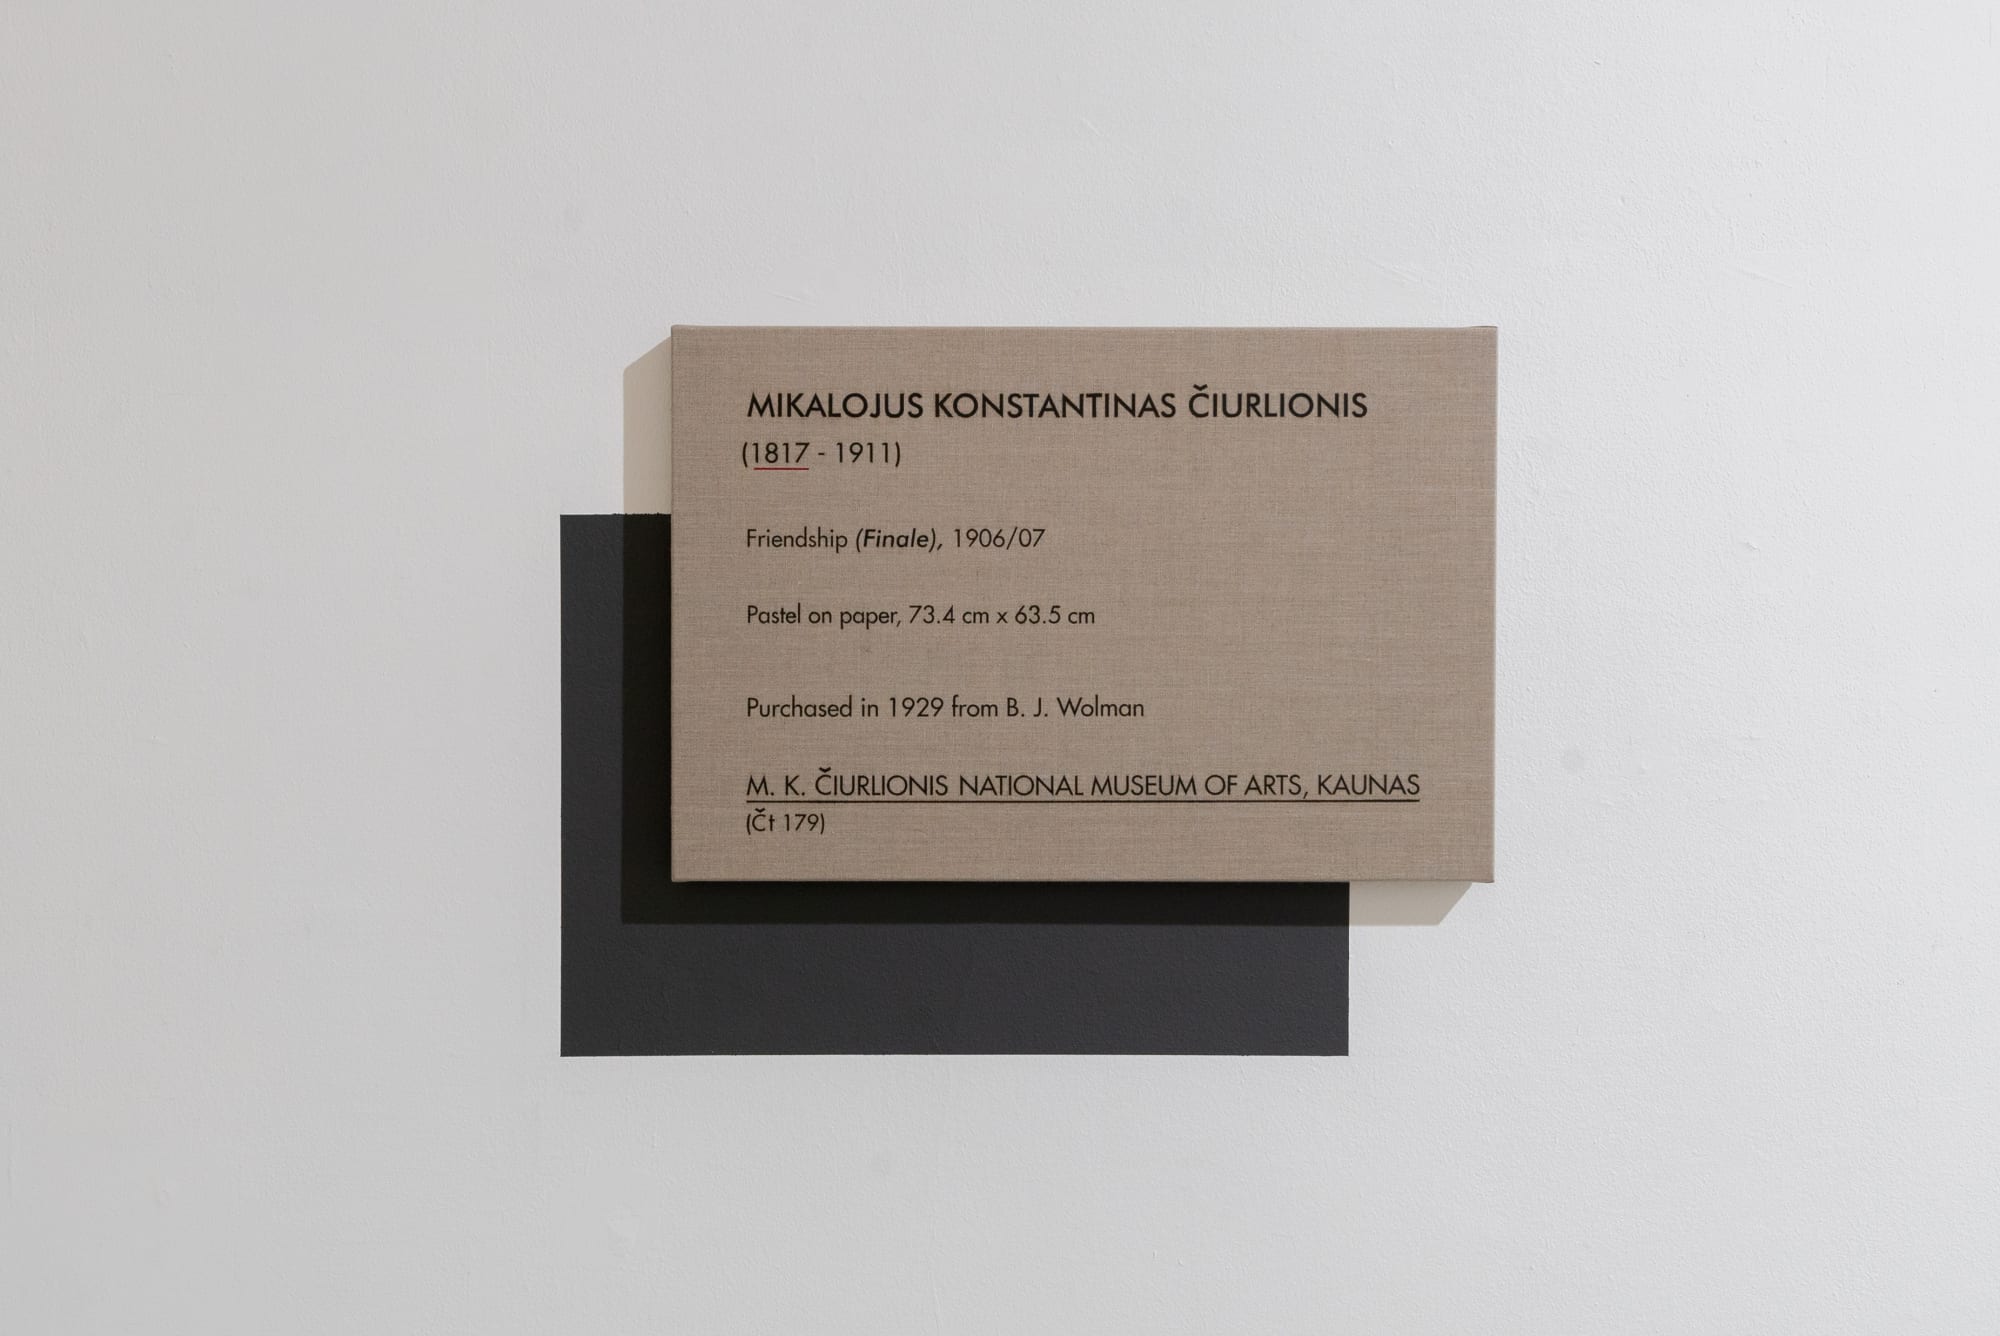 MIKALOJUS KONSTANTINAS ČIURLIONIS
(1817 - 1911)
Friendship (Finale), 1906/07
Pastel on paper, 73.4 cm x 63.5 cm
Purchased in 1929 from B. J. Wolman
M. K. ČIURLIONIS NATIONAL MUSEUM OF ARTS, KAUNAS
(Čt 179)